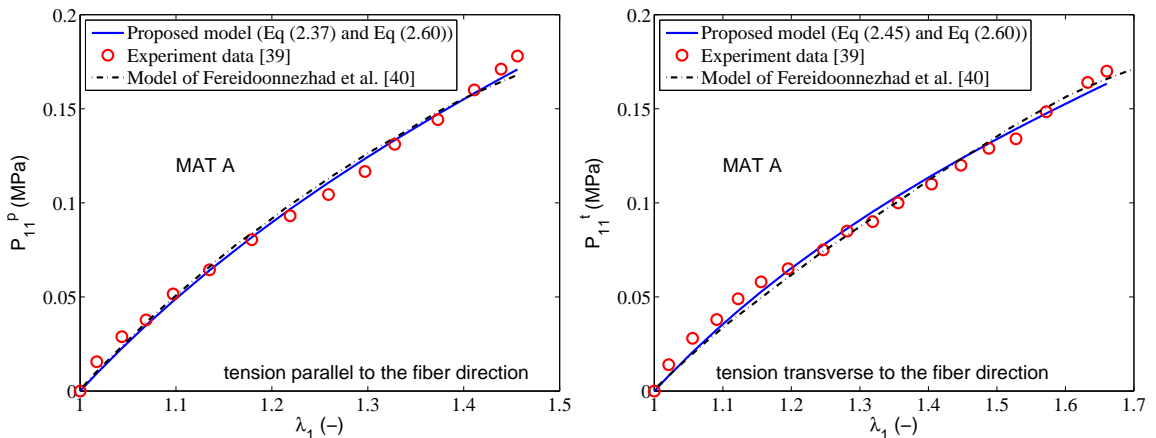 0.2
0.15
0.1
0.05
0
P₁₁ᵖ (MPa)
Proposed model (Eq (2.37) and Eq (2.60))
Experiment data [39]
Model of Fereidoonnezhad et al. [40]
MAT A
tension parallel to the fiber direction
1 1.1 1.2 1.3 1.4 1.5
λ₁ (–)
0.2
0.15
0.1
0.05
0
P₁₁ᵗ (MPa)
Proposed model (Eq (2.45) and Eq (2.60))
Experiment data [39]
Model of Fereidoonnezhad et al. [40]
MAT A
tension transverse to the fiber direction
1 1.1 1.2 1.3 1.4 1.5 1.6 1.7
λ₁ (–)